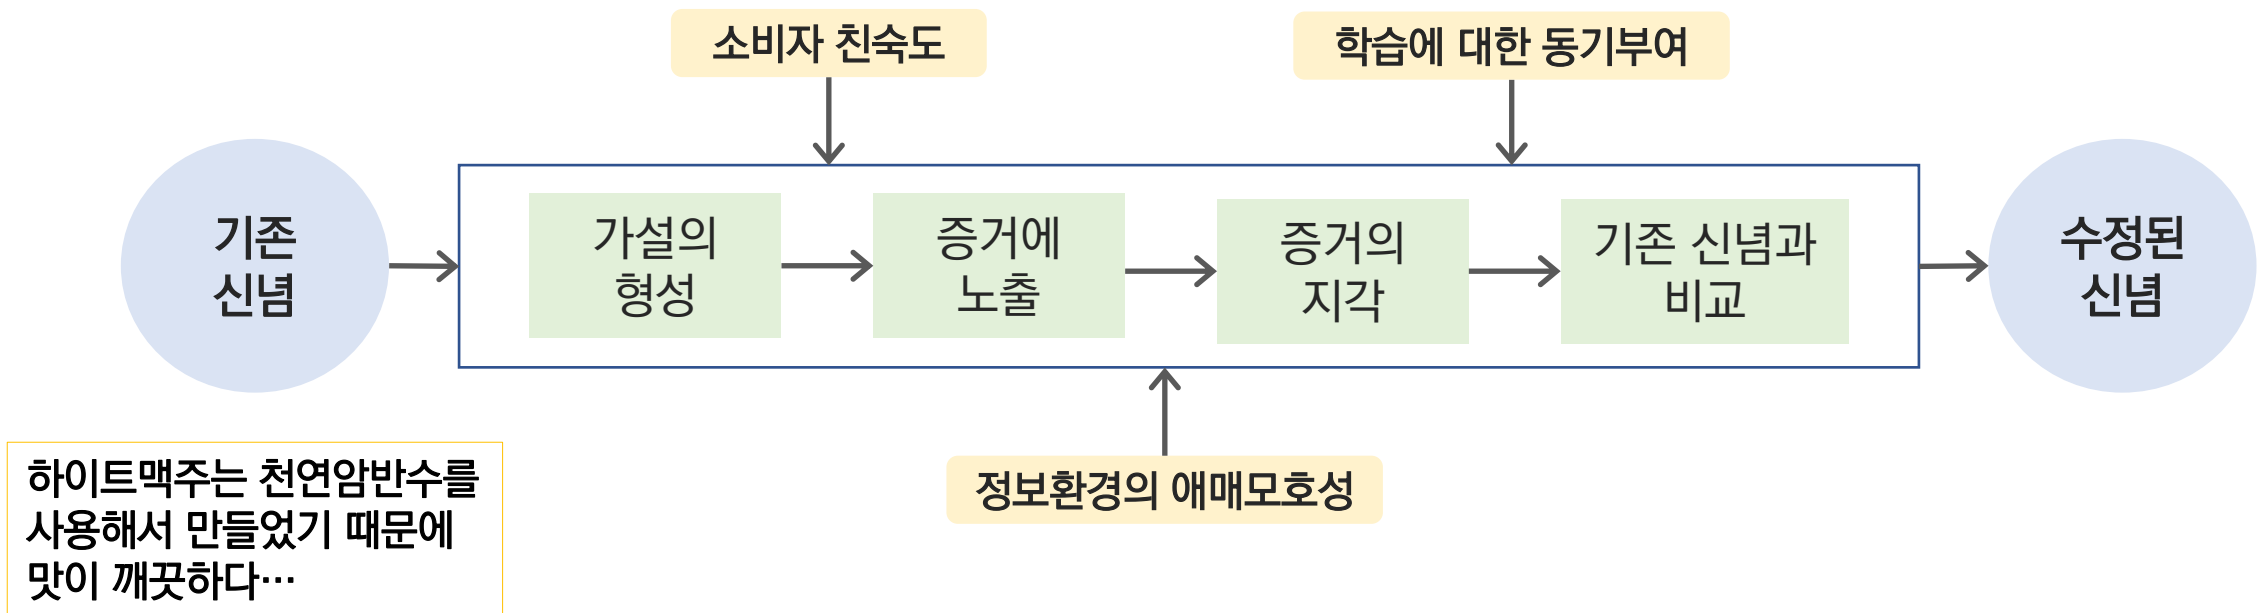 소비자 친숙도
학습에 대한 동기부여
기존
신념
가설의
형성
증거에
노출
증거의
지각
기존 신념과
비교
수정된
신념
정보환경의 애매모호성
하이트맥주는 천연암반수를
사용해서 만들었기 때문에
맛이 깨끗하다…